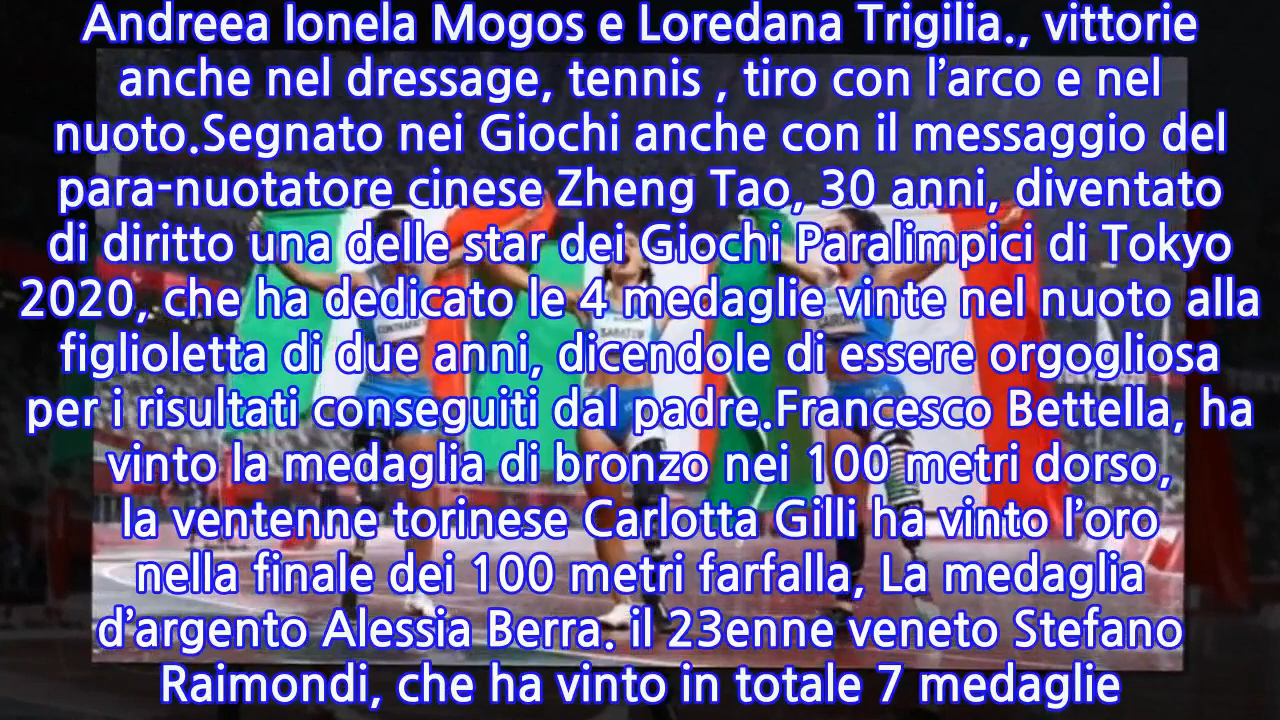 Andreea Ionela Mogos e Loredana Trigilia., vittorie
anche nel dressage, tennis , tiro con l’arco e nel
nuoto.Segnato nei Giochi anche con il messaggio del
para-nuotatore cinese Zheng Tao, 30 anni, diventato
di diritto una delle star dei Giochi Paralimpici di Tokyo
2020, che ha dedicato le 4 medaglie vinte nel nuoto alla
figlioletta di due anni, dicendole di essere orgogliosa
per i risultati conseguiti dal padre.Francesco Bettella, ha
vinto la medaglia di bronzo nei 100 metri dorso,
la ventenne torinese Carlotta Gilli ha vinto l’oro
nella finale dei 100 metri farfalla, La medaglia
d’argento Alessia Berra. il 23enne veneto Stefano
Raimondi, che ha vinto in totale 7 medaglie